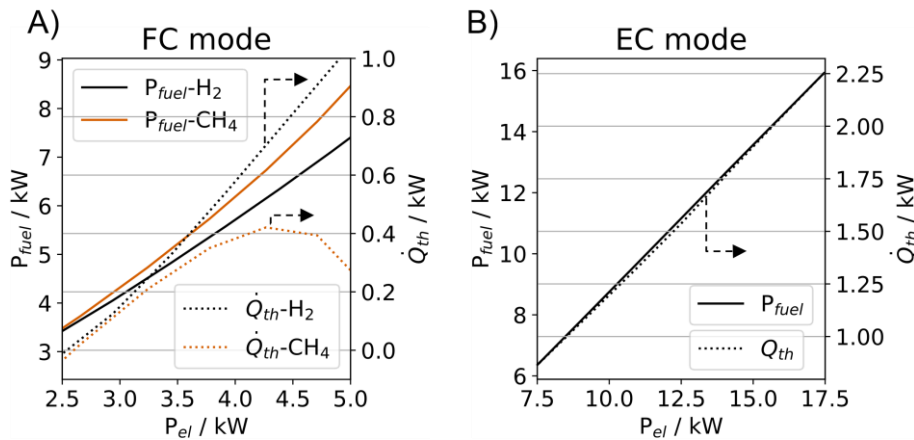 A)
FC mode
P_fuel-H₂
P_fuel-CH₄
Q̇_th-H₂
Q̇_th-CH₄
9
8
7
6
5
4
3
P_fuel / kW
1.0
0.8
0.6
0.4
0.2
0.0
Q̇_th / kW
2.5 3.0 3.5 4.0 4.5 5.0
P_el / kW
B)
EC mode
16
14
12
10
8
6
P_fuel / kW
2.25
2.00
1.75
1.50
1.25
1.00
Q̇_th / kW
P_fuel
Q̇_th
7.5 10.0 12.5 15.0 17.5
P_el / kW